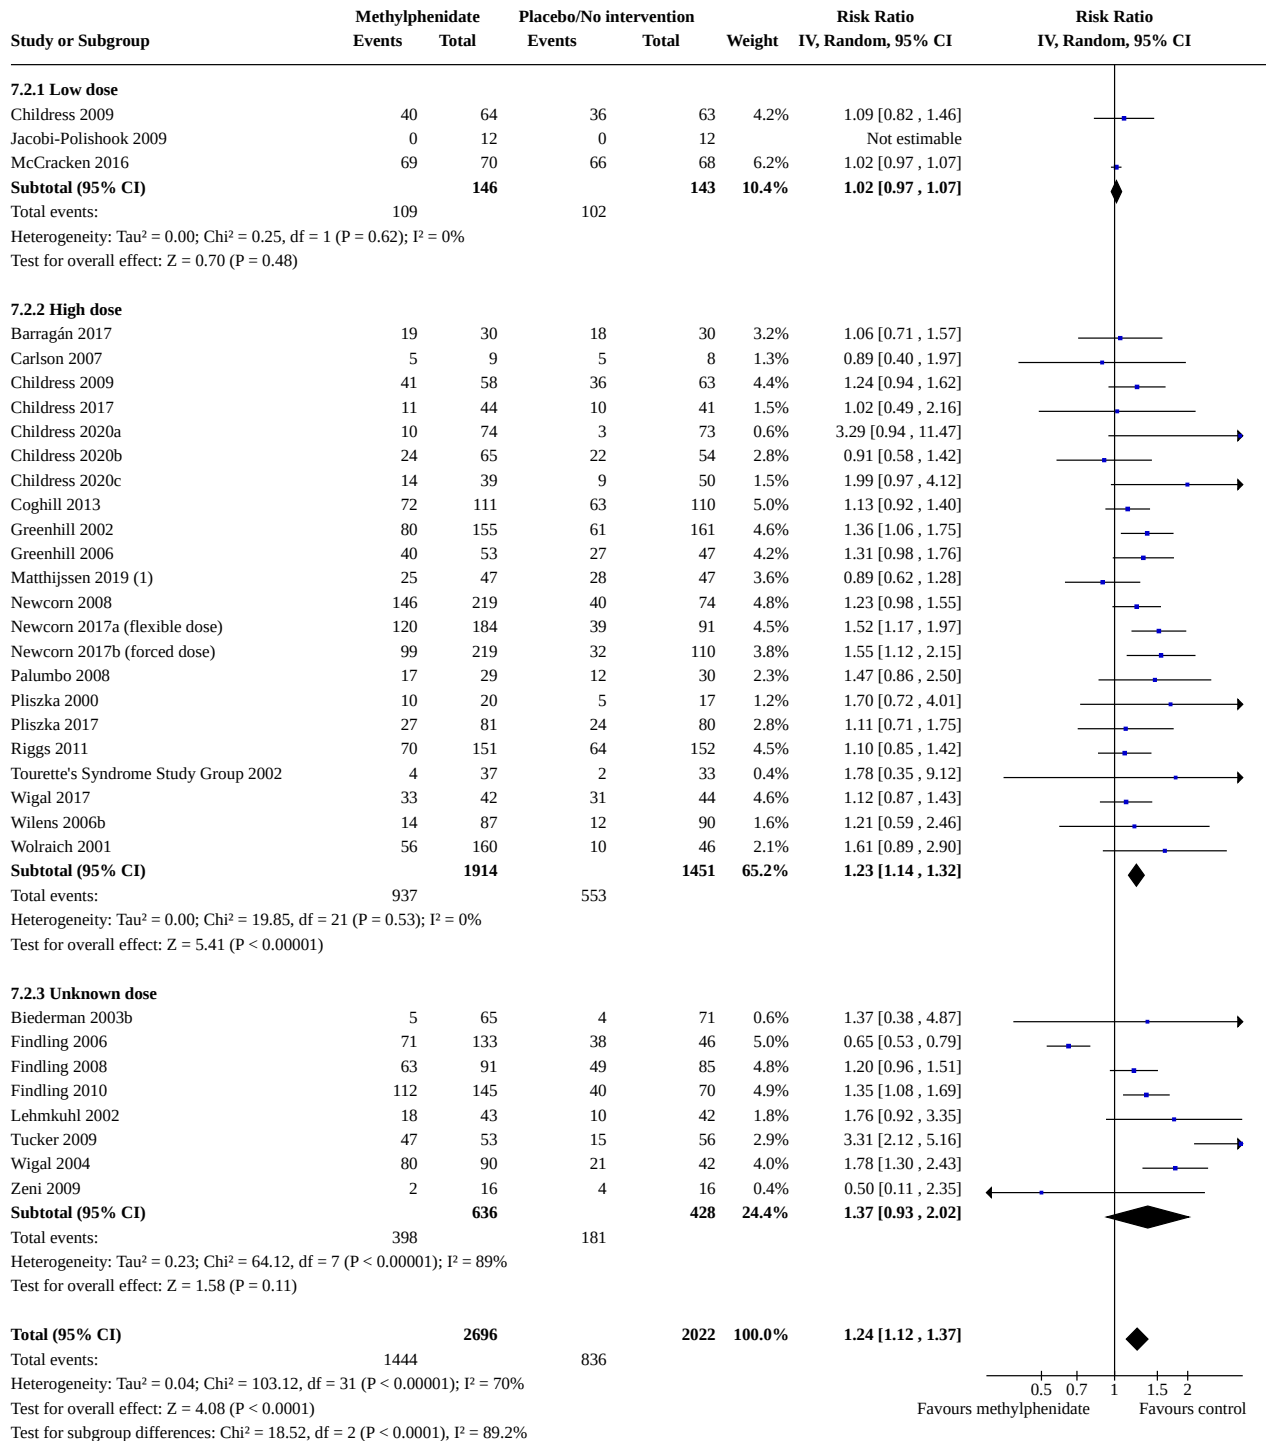 Methylphenidate Placebo/No intervention Risk Ratio Risk Ratio
Study or Subgroup Events Total Events Total Weight IV, Random, 95% CI IV, Random, 95% CI
7.2.1 Low dose
Childress 2009 40 64 36 63 4.2% 1.09 [0.82 , 1.46]
Jacobi-Polishook 2009 0 12 0 12 Not estimable
McCracken 2016 69 70 66 68 6.2% 1.02 [0.97 , 1.07]
Subtotal (95% CI) 146 143 10.4% 1.02 [0.97 , 1.07]
Total events: 109 102
Heterogeneity: Tau² = 0.00; Chi² = 0.25, df = 1 (P = 0.62); I² = 0%
Test for overall effect: Z = 0.70 (P = 0.48)
7.2.2 High dose
Barragán 2017 19 30 18 30 3.2% 1.06 [0.71 , 1.57]
Carlson 2007 5 9 5 8 1.3% 0.89 [0.40 , 1.97]
Childress 2009 41 58 36 63 4.4% 1.24 [0.94 , 1.62]
Childress 2017 11 44 10 41 1.5% 1.02 [0.49 , 2.16]
Childress 2020a 10 74 3 73 0.6% 3.29 [0.94 , 11.47]
Childress 2020b 24 65 22 54 2.8% 0.91 [0.58 , 1.42]
Childress 2020c 14 39 9 50 1.5% 1.99 [0.97 , 4.12]
Coghill 2013 72 111 63 110 5.0% 1.13 [0.92 , 1.40]
Greenhill 2002 80 155 61 161 4.6% 1.36 [1.06 , 1.75]
Greenhill 2006 40 53 27 47 4.2% 1.31 [0.98 , 1.76]
Matthijssen 2019 (1) 25 47 28 47 3.6% 0.89 [0.62 , 1.28]
Newcorn 2008 146 219 40 74 4.8% 1.23 [0.98 , 1.55]
Newcorn 2017a (flexible dose) 120 184 39 91 4.5% 1.52 [1.17 , 1.97]
Newcorn 2017b (forced dose) 99 219 32 110 3.8% 1.55 [1.12 , 2.15]
Palumbo 2008 17 29 12 30 2.3% 1.47 [0.86 , 2.50]
Pliszka 2000 10 20 5 17 1.2% 1.70 [0.72 , 4.01]
Pliszka 2017 27 81 24 80 2.8% 1.11 [0.71 , 1.75]
Riggs 2011 70 151 64 152 4.5% 1.10 [0.85 , 1.42]
Tourette's Syndrome Study Group 2002 4 37 2 33 0.4% 1.78 [0.35 , 9.12]
Wigal 2017 33 42 31 44 4.6% 1.12 [0.87 , 1.43]
Wilens 2006b 14 87 12 90 1.6% 1.21 [0.59 , 2.46]
Wolraich 2001 56 160 10 46 2.1% 1.61 [0.89 , 2.90]
Subtotal (95% CI) 1914 1451 65.2% 1.23 [1.14 , 1.32]
Total events: 937 553
Heterogeneity: Tau² = 0.00; Chi² = 19.85, df = 21 (P = 0.53); I² = 0%
Test for overall effect: Z = 5.41 (P < 0.00001)
7.2.3 Unknown dose
Biederman 2003b 5 65 4 71 0.6% 1.37 [0.38 , 4.87]
Findling 2006 71 133 38 46 5.0% 0.65 [0.53 , 0.79]
Findling 2008 63 91 49 85 4.8% 1.20 [0.96 , 1.51]
Findling 2010 112 145 40 70 4.9% 1.35 [1.08 , 1.69]
Lehmkuhl 2002 18 43 10 42 1.8% 1.76 [0.92 , 3.35]
Tucker 2009 47 53 15 56 2.9% 3.31 [2.12 , 5.16]
Wigal 2004 80 90 21 42 4.0% 1.78 [1.30 , 2.43]
Zeni 2009 2 16 4 16 0.4% 0.50 [0.11 , 2.35]
Subtotal (95% CI) 636 428 24.4% 1.37 [0.93 , 2.02]
Total events: 398 181
Heterogeneity: Tau² = 0.23; Chi² = 64.12, df = 7 (P < 0.00001); I² = 89%
Test for overall effect: Z = 1.58 (P = 0.11)
Total (95% CI) 2696 2022 100.0% 1.24 [1.12 , 1.37]
Total events: 1444 836
Heterogeneity: Tau² = 0.04; Chi² = 103.12, df = 31 (P < 0.00001); I² = 70%
0.5 0.7 1 1.5 2
Test for overall effect: Z = 4.08 (P < 0.0001)
Favours methylphenidate Favours control
Test for subgroup differences: Chi² = 18.52, df = 2 (P < 0.0001), I² = 89.2%